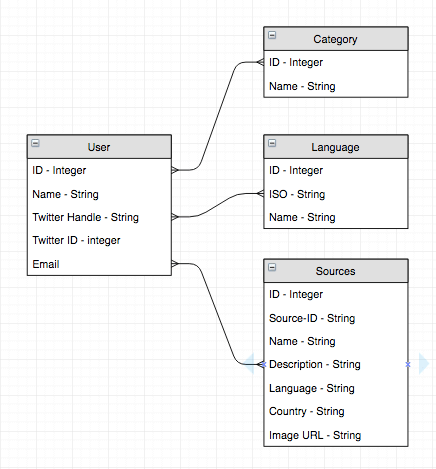 Category
ID - Integer
Name - String
User
ID - Integer
Name - String
Twitter Handle - String
Twitter ID - integer
Email
Language
ID - Integer
ISO - String
Name - String
Sources
ID - Integer
Source-ID - String
Name - String
Description - String
Language - String
Country - String
Image URL - String